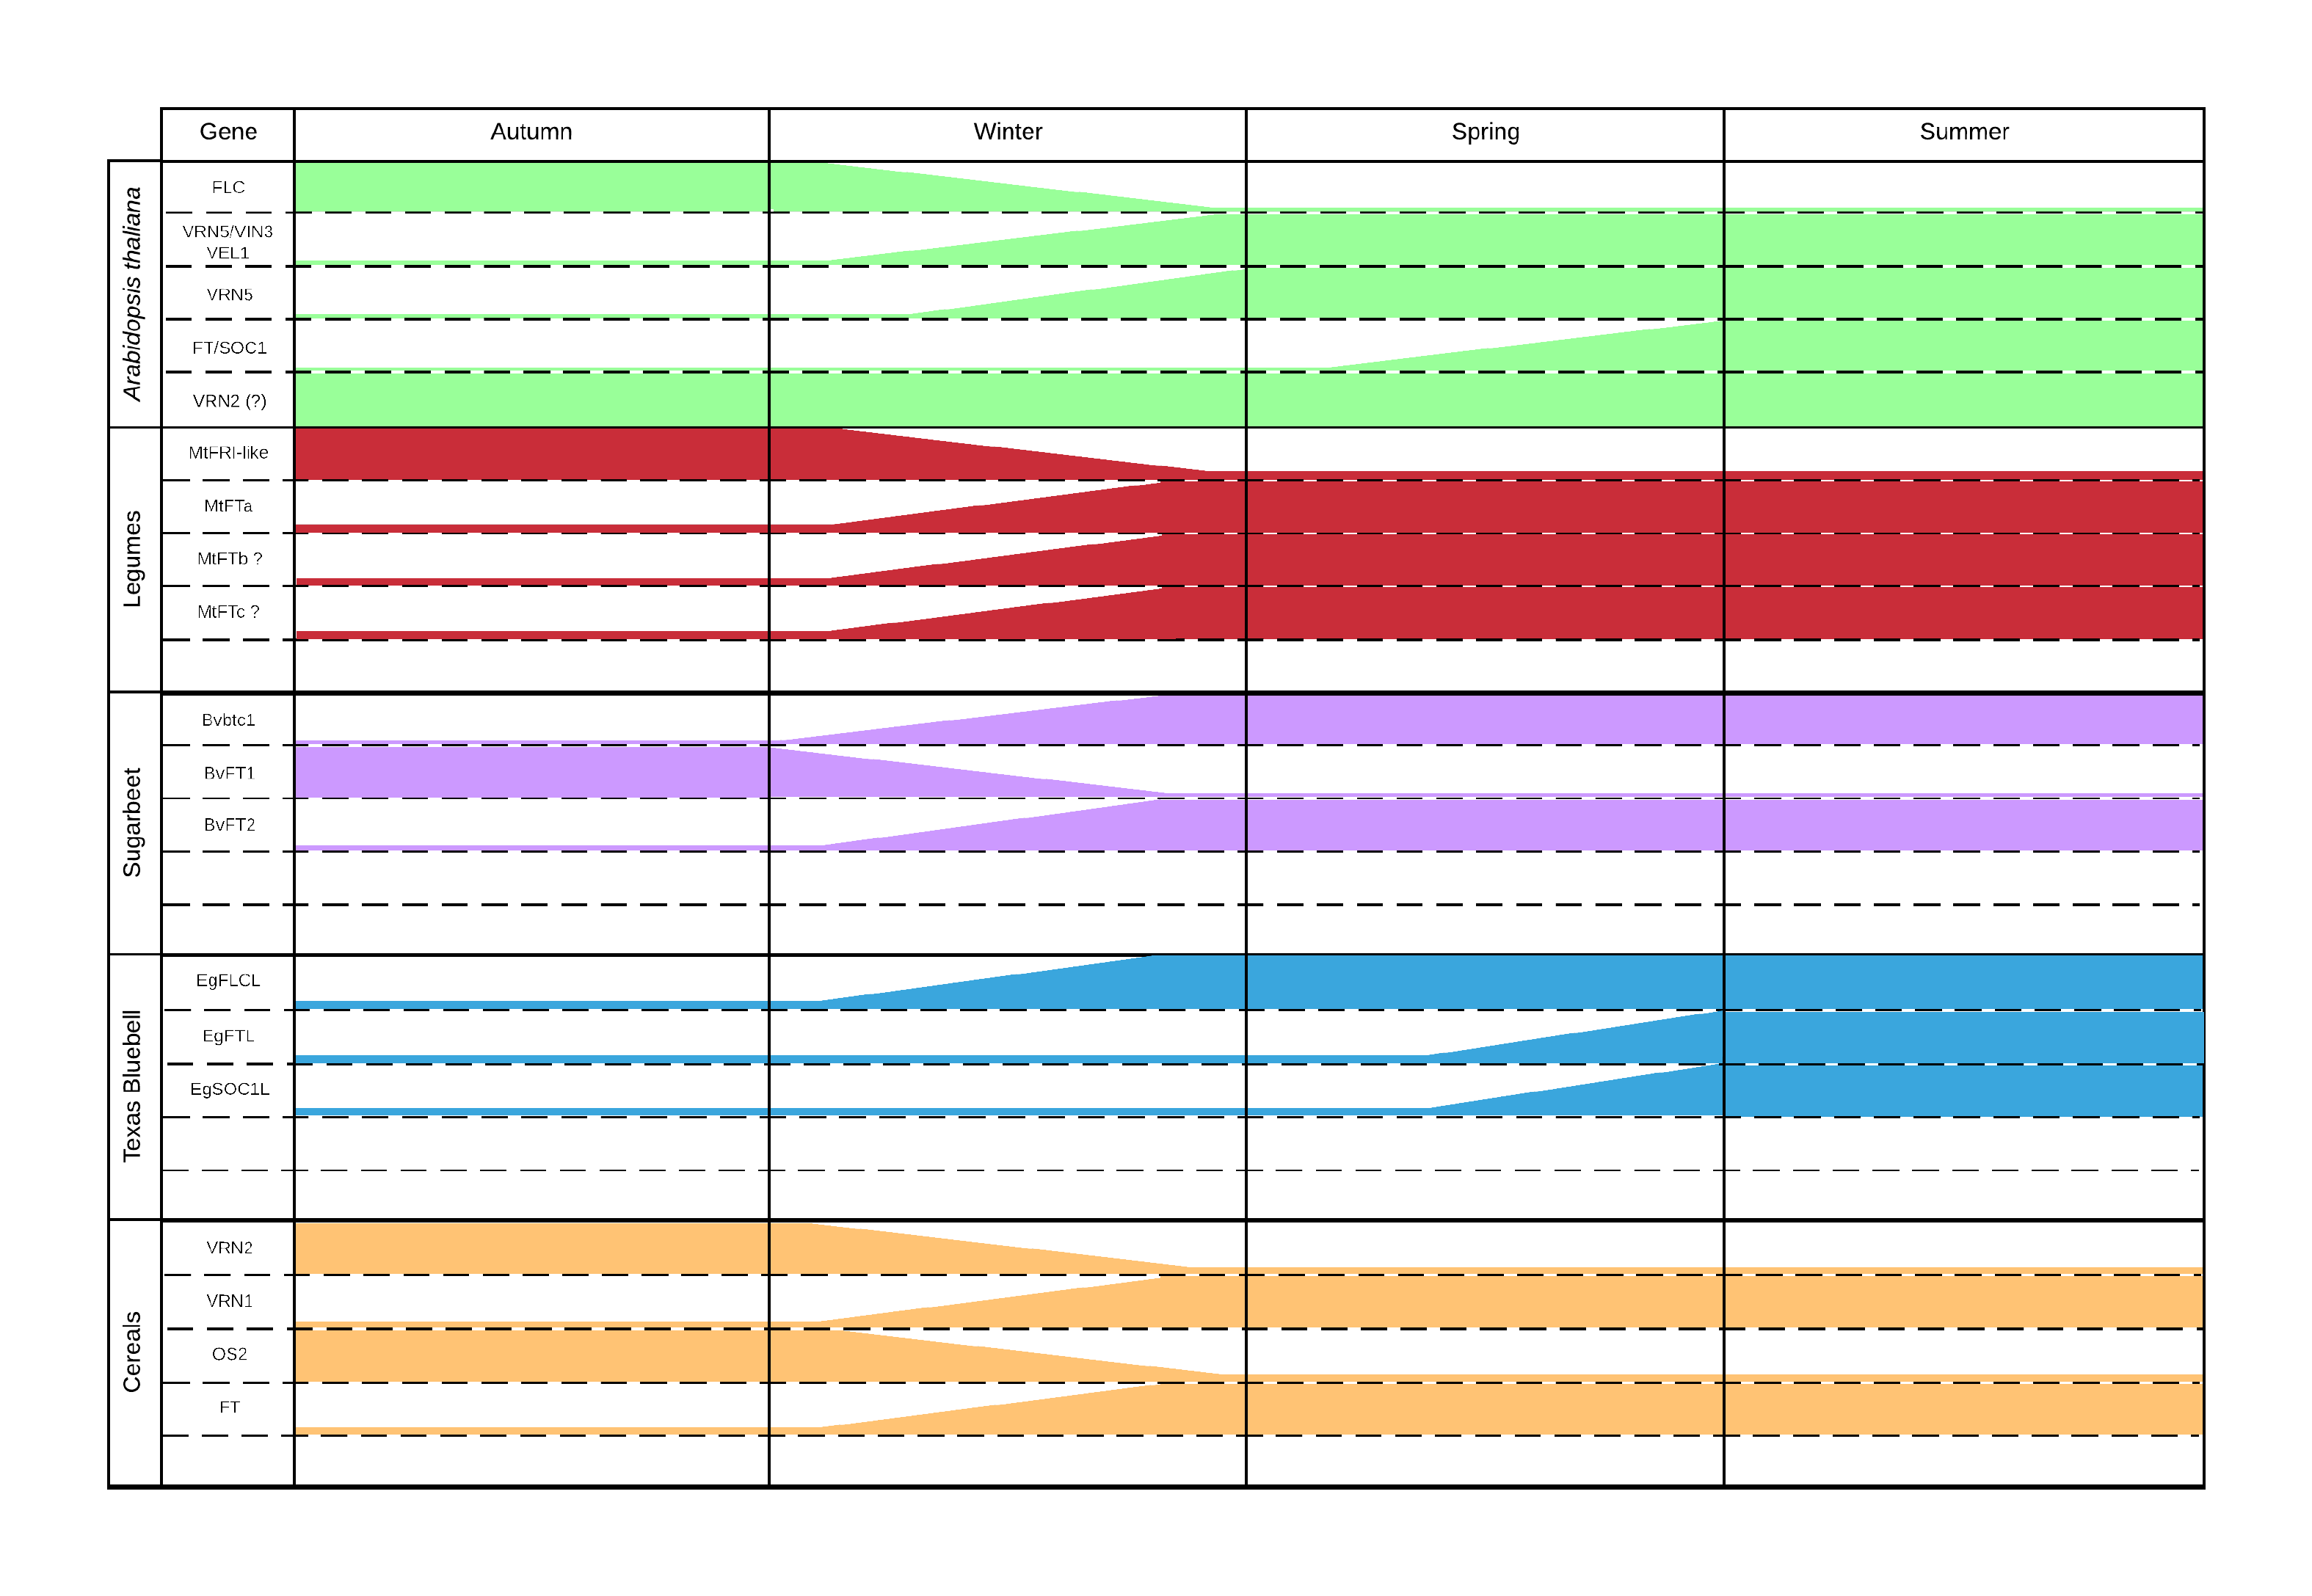 Gene Autumn Winter Spring Summer
Arabidopsis thaliana
FLC
VRN5/VIN3
VEL1
VRN5
FT/SOC1
VRN2 (?)
Legumes
MtFRI-like
MtFTa
MtFTb ?
MtFTc ?
Sugarbeet
Bvbtc1
BvFT1
BvFT2
Texas Bluebell
EgFLCL
EgFTL
EgSOC1L
Cereals
VRN2
VRN1
OS2
FT